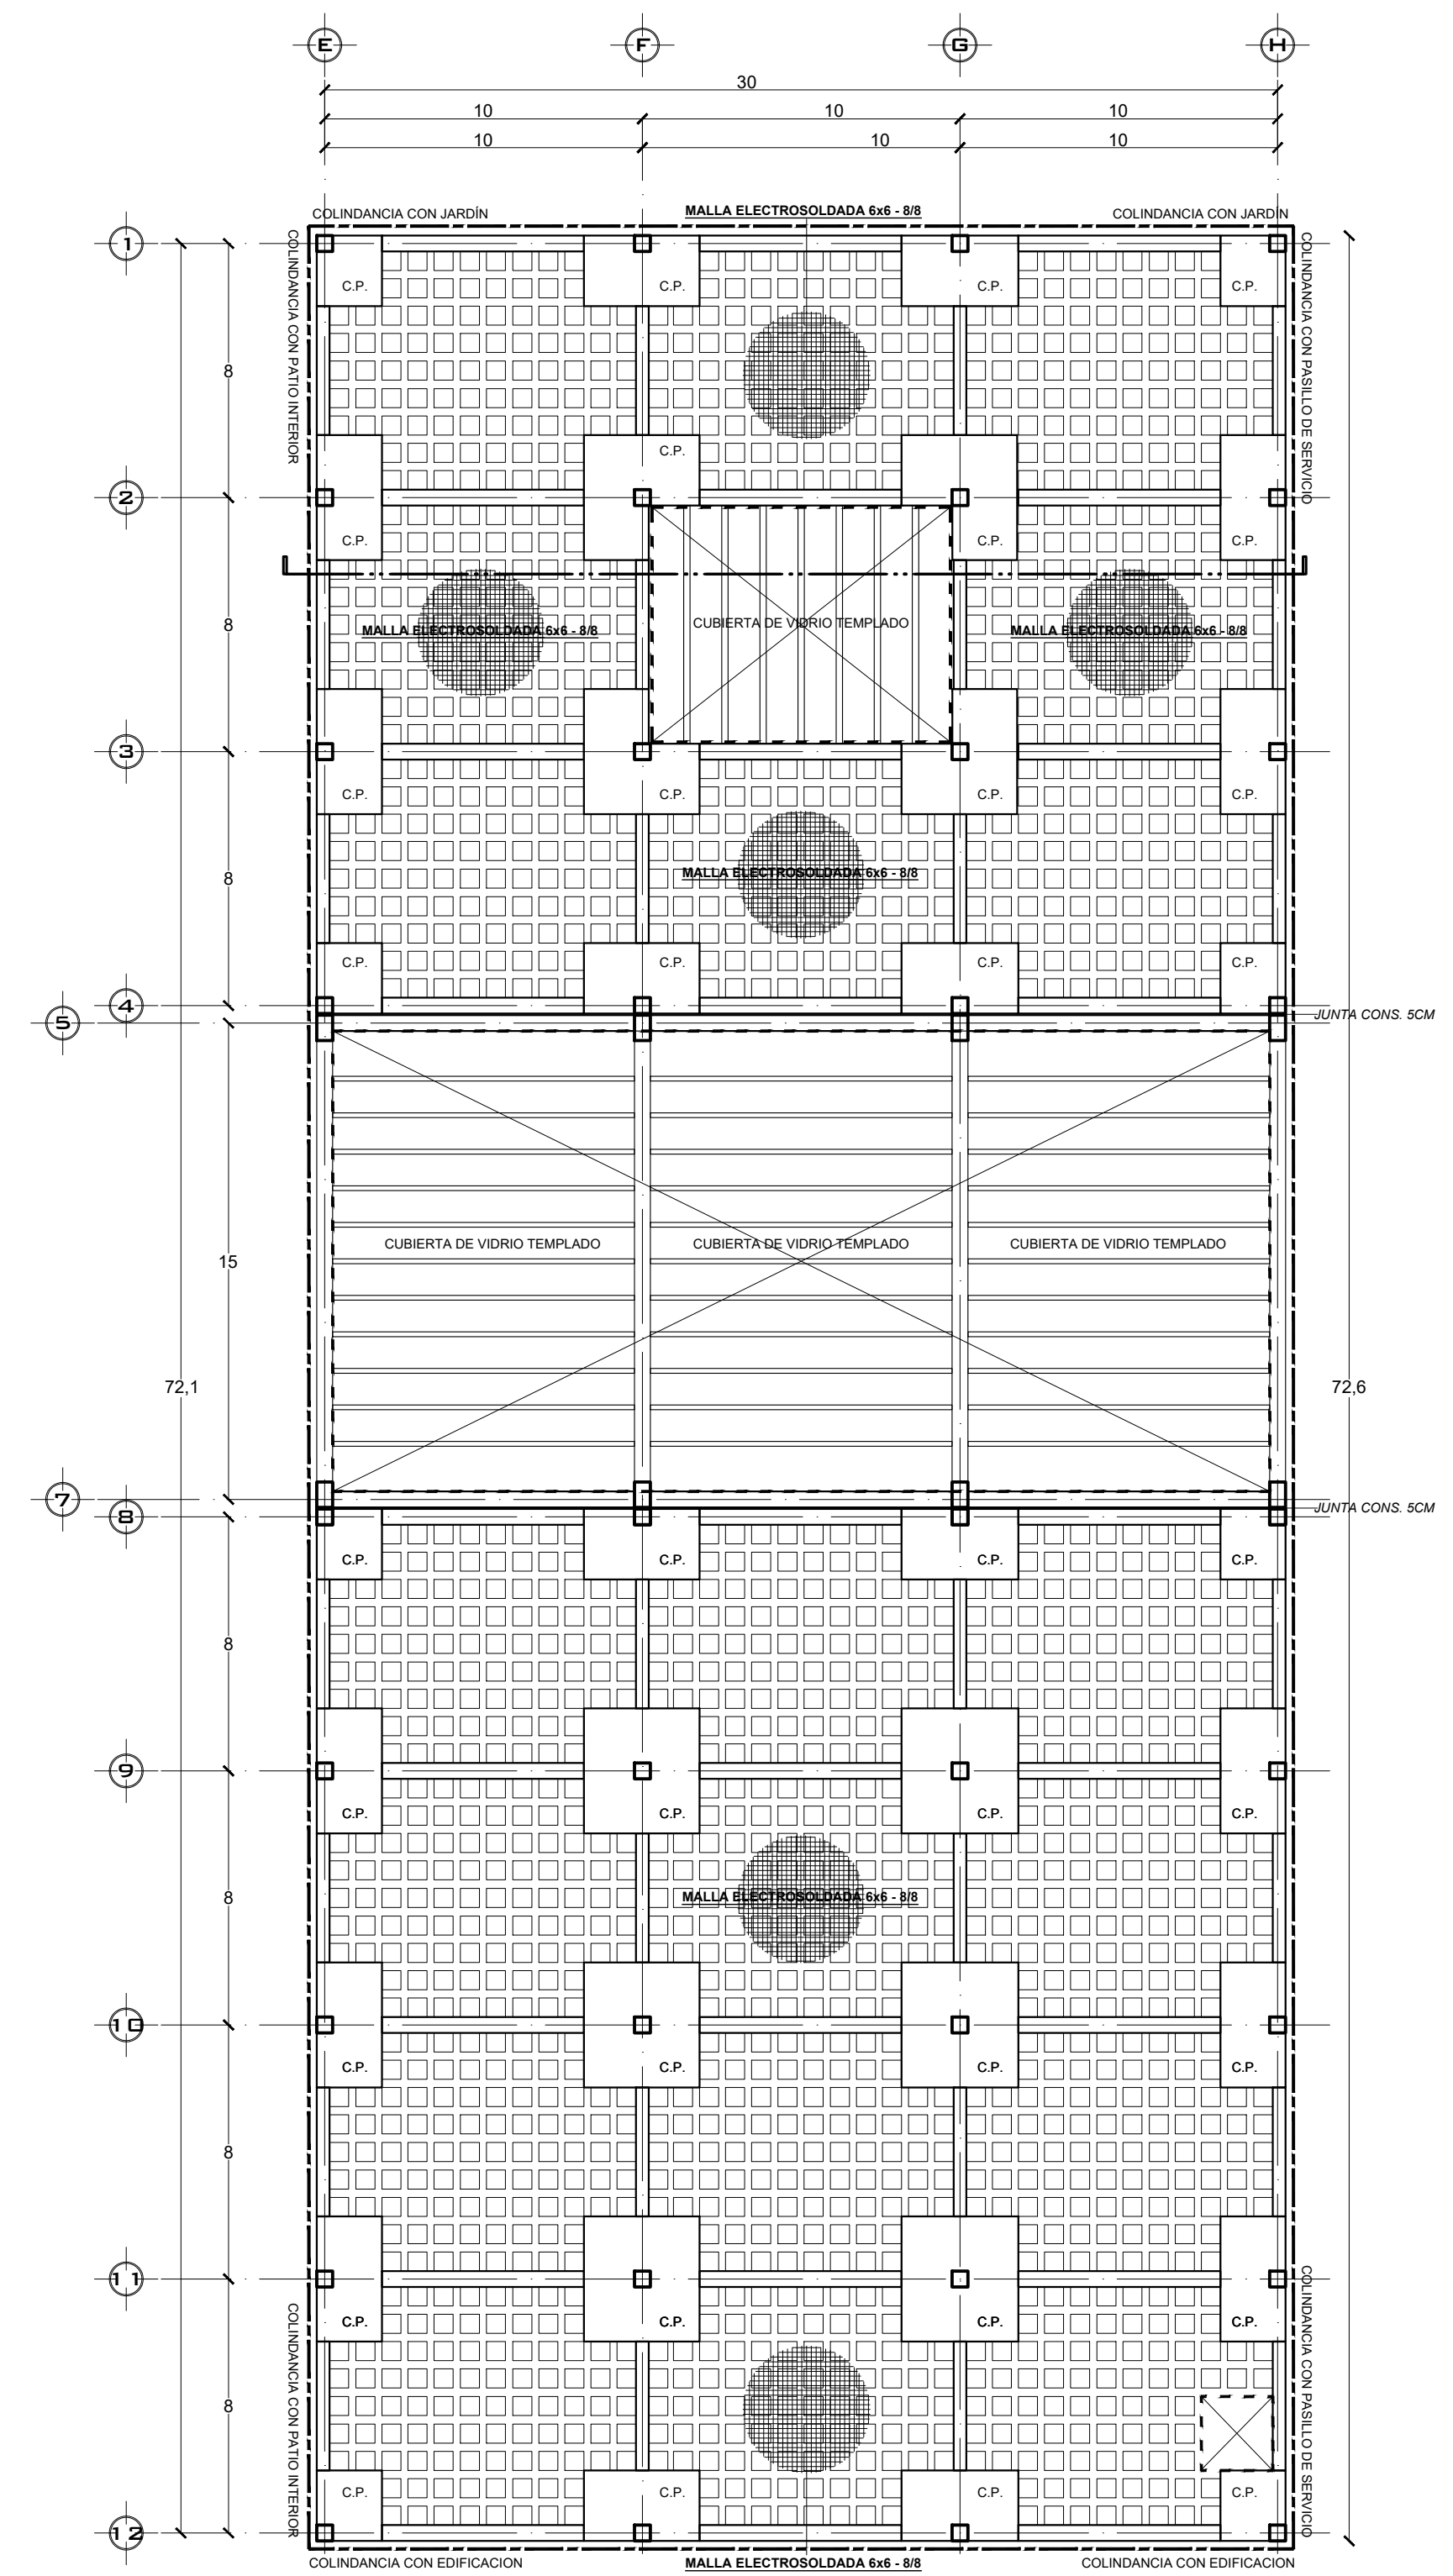 E F G H
30
10 10 10
10 10 10
COLINDANCIA CON JARDÍN MALLA ELECTROSOLDADA 6x6 - 8/8 COLINDANCIA CON JARDÍN
1
COLINDANCIA CON PATIO INTERIOR
COLINDANCIA CON PASILLO DE SERVICIO
C.P. C.P. C.P. C.P.
8
C.P.
2
C.P. C.P. C.P.
8
MALLA ELECTROSOLDADA 6x6 - 8/8 CUBIERTA DE VIDRIO TEMPLADO MALLA ELECTROSOLDADA 6x6 - 8/8
3
C.P. C.P. C.P. C.P.
8
MALLA ELECTROSOLDADA 6x6 - 8/8
C.P. C.P. C.P. C.P.
4
JUNTA CONS. 5CM
5
CUBIERTA DE VIDRIO TEMPLADO CUBIERTA DE VIDRIO TEMPLADO CUBIERTA DE VIDRIO TEMPLADO
15
72,1 72,6
7
JUNTA CONS. 5CM
8
C.P. C.P. C.P. C.P.
8
9
C.P. C.P. C.P. C.P.
8
MALLA ELECTROSOLDADA 6x6 - 8/8
10
C.P. C.P. C.P. C.P.
8
11
C.P. C.P. C.P. C.P.
COLINDANCIA CON PATIO INTERIOR
COLINDANCIA CON PASILLO DE SERVICIO
8
C.P. C.P. C.P. C.P.
12
COLINDANCIA CON EDIFICACION MALLA ELECTROSOLDADA 6x6 - 8/8 COLINDANCIA CON EDIFICACION